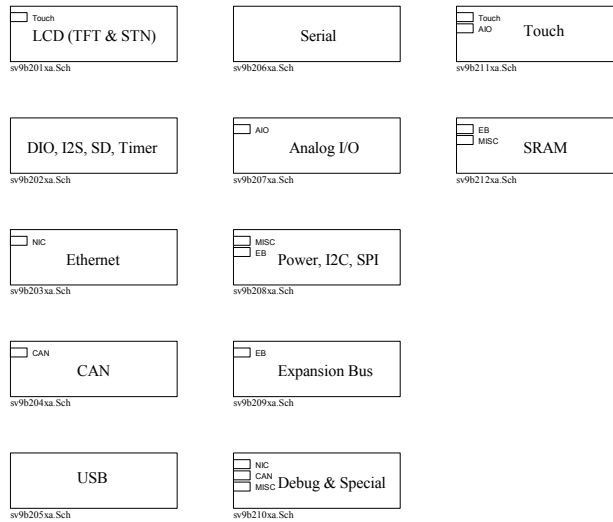 Touch
LCD (TFT & STN)
sv9b201xa.Sch
Serial
sv9b206xa.Sch
Touch
AIO
Touch
sv9b211xa.Sch
DIO, I2S, SD, Timer
sv9b202xa.Sch
AIO
Analog I/O
sv9b207xa.Sch
EB
MISC
SRAM
sv9b212xa.Sch
NIC
Ethernet
sv9b203xa.Sch
MISC
EB
Power, I2C, SPI
sv9b208xa.Sch
CAN
CAN
sv9b204xa.Sch
EB
Expansion Bus
sv9b209xa.Sch
USB
sv9b205xa.Sch
NIC
CAN
MISC
Debug & Special
sv9b210xa.Sch